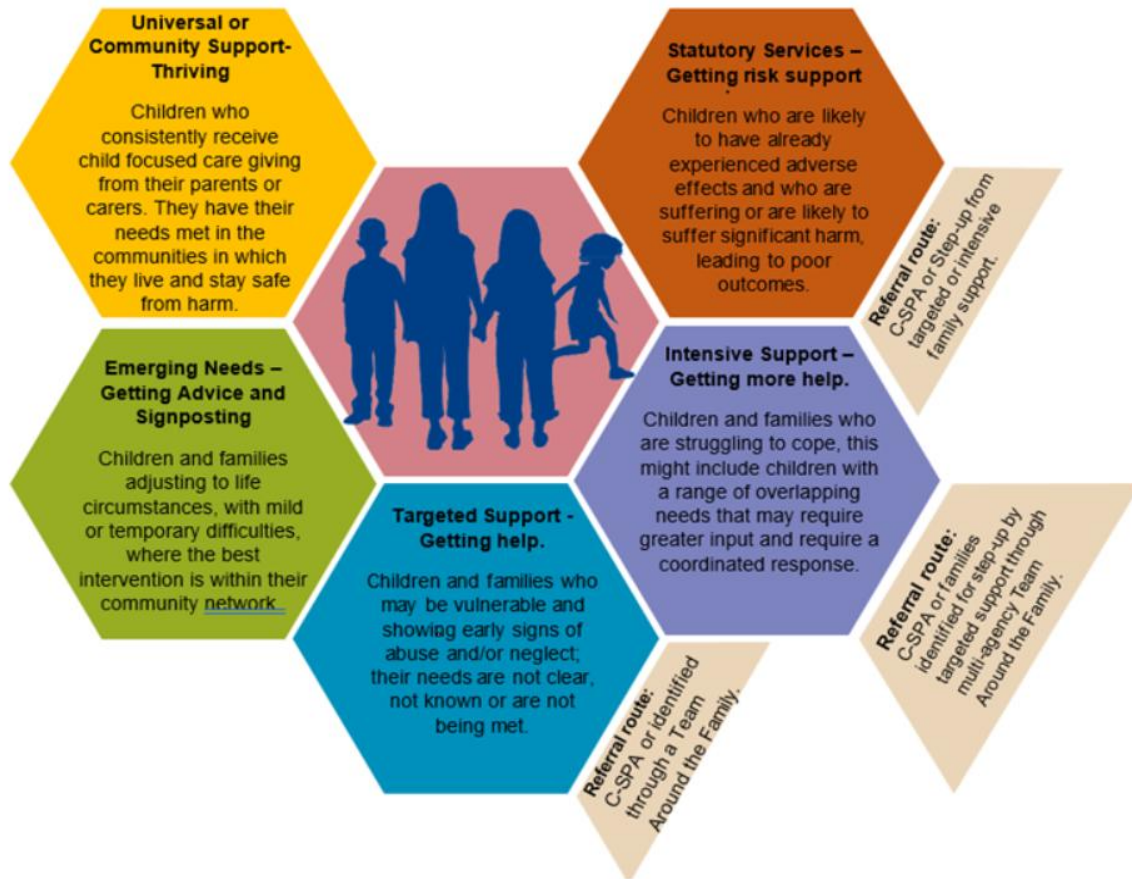 Universal or
Community Support-
Thriving
Children who
consistently receive
child focused care giving
from their parents or
carers. They have their
needs met in the
communities in which
they live and stay safe
from harm.
Emerging Needs –
Getting Advice and
Signposting
Children and families
adjusting to life
circumstances, with mild
or temporary difficulties,
where the best
intervention is within their
community network
Targeted Support -
Getting help.
Children and families who
may be vulnerable and
showing early signs of
abuse and/or neglect;
their needs are not clear,
not known or are not
being met.
Referral route:
C-SPA or identified
through a Team
Around the Family.
Intensive Support –
Getting more help.
Children and families who
are struggling to cope, this
might include children with
a range of overlapping
needs that may require
greater input and require a
coordinated response.
Referral route:
C-SPA or families
identified for step-up by
targeted support through
multi-agency Team
Around the Family.
Statutory Services –
Getting risk support
.
Children who are likely
to have already
experienced adverse
effects and who are
suffering or are likely to
suffer significant harm,
leading to poor
outcomes.
Referral route:
C-SPA or Step-up from
targeted or intensive
family support.